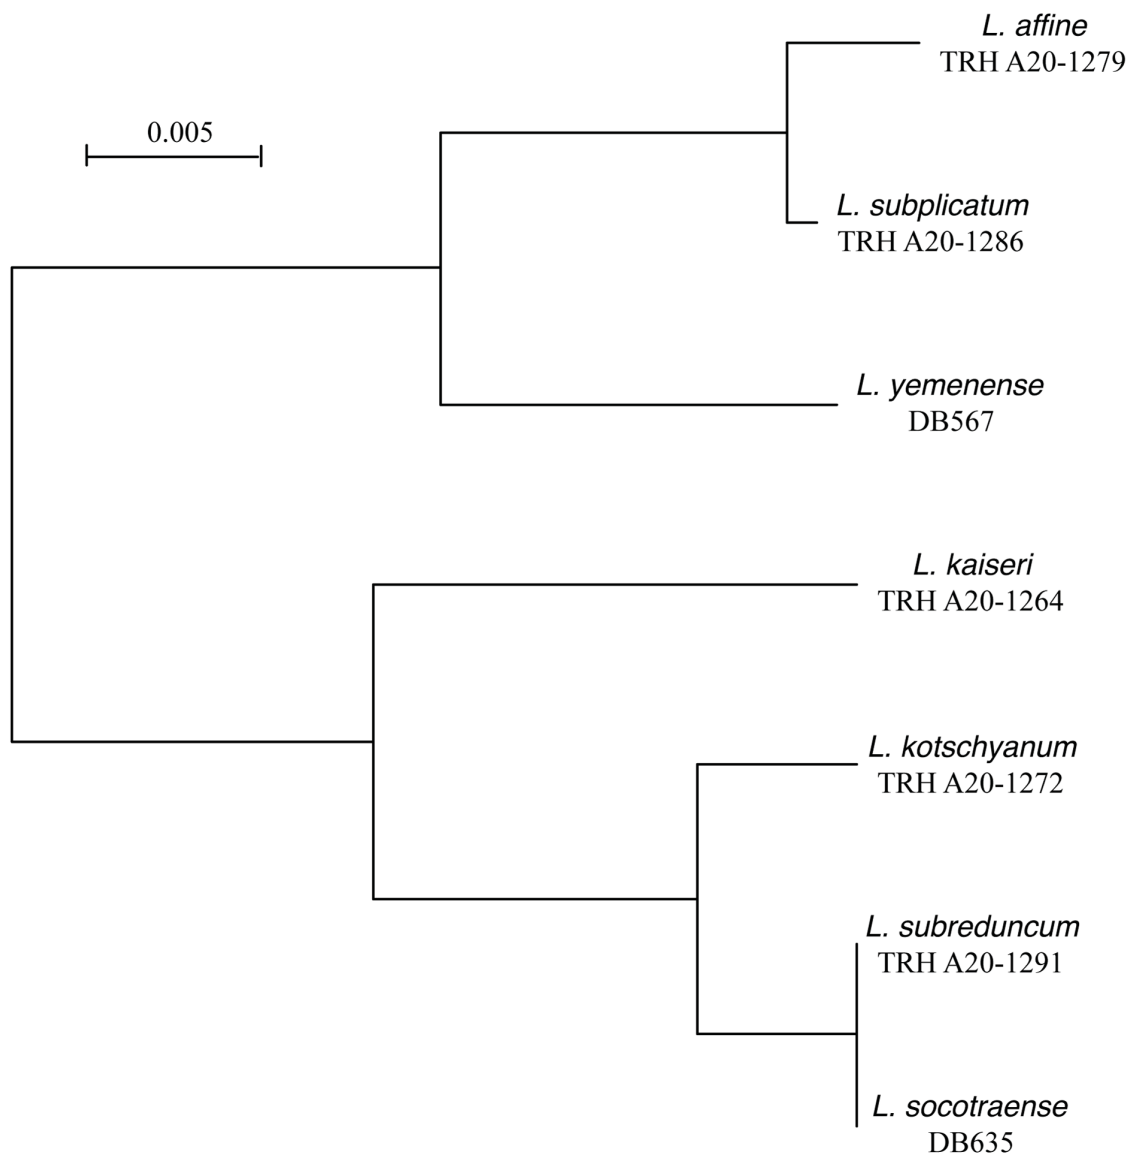 L. affine
TRH A20-1279
0.005
L. subplicatum
TRH A20-1286
L. yemenense
DB567
L. kaiseri
TRH A20-1264
L. kotschyanum
TRH A20-1272
L. subreduncum
TRH A20-1291
L. socotraense
DB635